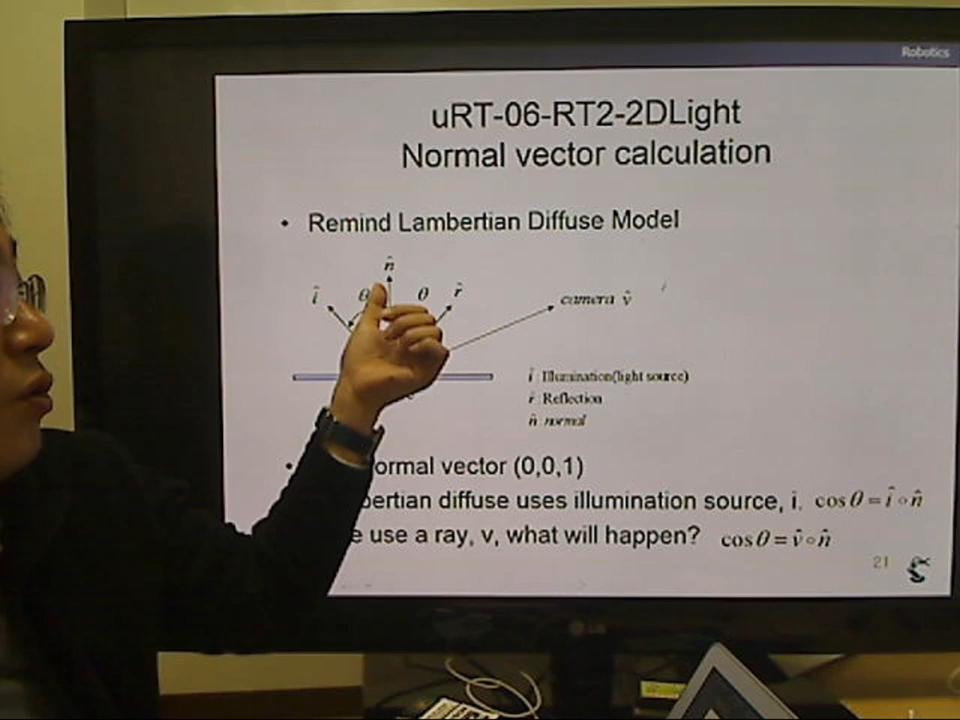 Robotics
uRT-06-RT2-2DLight
Normal vector calculation
• Remind Lambertian Diffuse Model
n̂
î θ θ r̂
camera v̂
î : Illumination(light source)
r̂ : Reflection
n̂ normal
• ormal vector (0,0,1)
bertian diffuse uses illumination source, i, cos θ = î ∘ n̂
e use a ray, v, what will happen? cos θ = v̂ ∘ n̂
21
LG